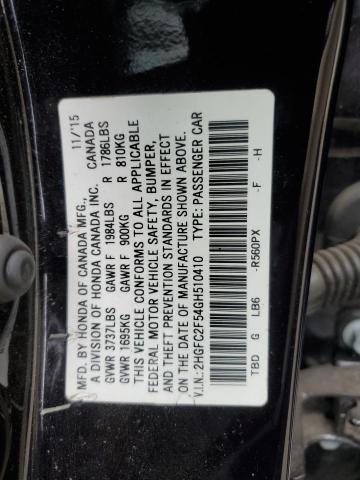 MFD. BY HONDA OF CANADA MFG., 11/'15
A DIVISION OF HONDA CANADA INC. CANADA
GVWR 3737LBS GAWR F 1984LBS R 1786LBS
GVWR 1695KG GAWR F 900KG R 810KG
THIS VEHICLE CONFORMS TO ALL APPLICABLE
FEDERAL MOTOR VEHICLE SAFETY, BUMPER,
AND THEFT PREVENTION STANDARDS IN EFFECT
ON THE DATE OF MANUFACTURE SHOWN ABOVE.
V.I.N.: 2HGFC2F54GH510410 TYPE: PASSENGER CAR
TBD G LB6 -R560PX -F -H